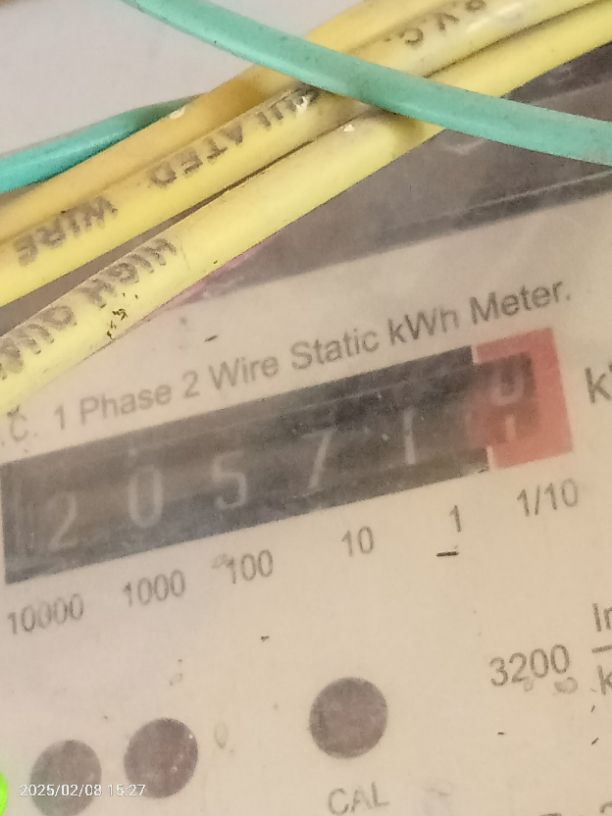 P.V.C.
INSULATED WIRE
HIGH
.C. 1 Phase 2 Wire Static kWh Meter.
2 0 5 7 1
10000 1000 100 10 1 1/10
3200
CAL
2025/02/08 15:27